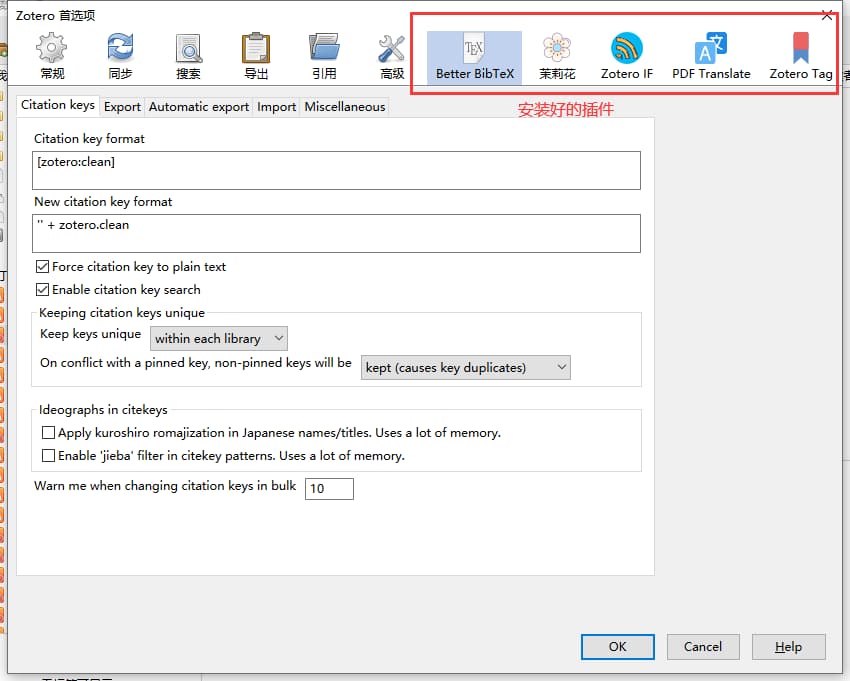 Zotero 首选项
常规
同步
搜索
导出
引用
高级
Better BibTeX
茉莉花
Zotero IF
PDF Translate
Zotero Tag
安装好的插件
Citation keys
Export
Automatic export
Import
Miscellaneous
Citation key format
[zotero:clean]
New citation key format
'' + zotero.clean
Force citation key to plain text
Enable citation key search
Keeping citation keys unique
Keep keys unique
within each library
On conflict with a pinned key, non-pinned keys will be
kept (causes key duplicates)
Ideographs in citekeys
Apply kuroshiro romajization in Japanese names/titles. Uses a lot of memory.
Enable 'jieba' filter in citekey patterns. Uses a lot of memory.
Warn me when changing citation keys in bulk
10
OK
Cancel
Help